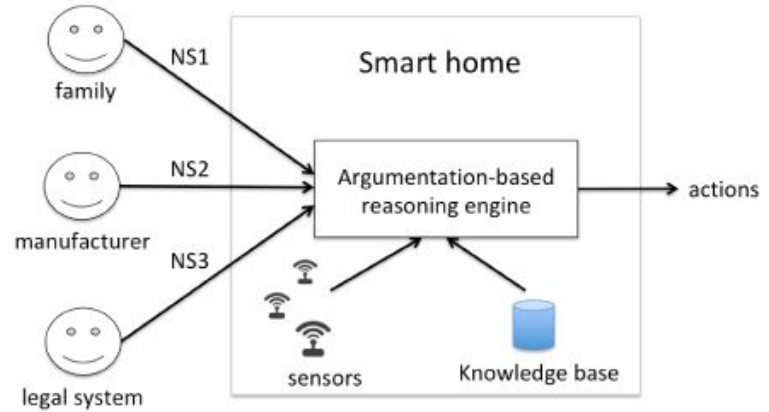 NS1
Smart home
family
NS2
Argumentation-based
reasoning engine
actions
manufacturer
NS3
sensors
Knowledge base
legal system